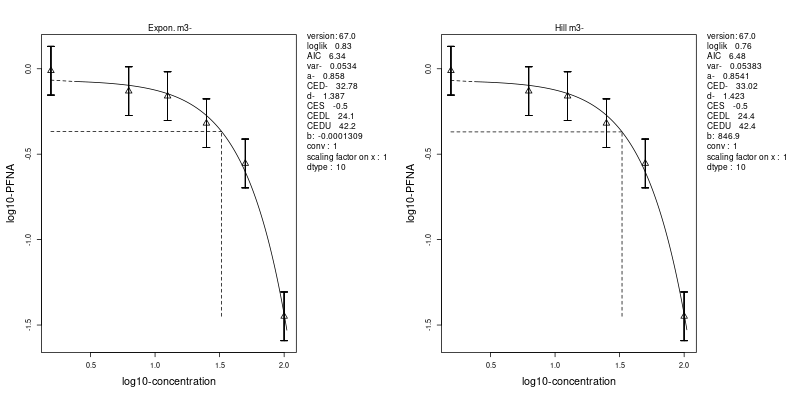 Expon. m3-
version: 67.0
loglik 0.83
AIC 6.34
var- 0.0534
a- 0.858
CED- 32.78
d- 1.387
CES -0.5
CEDL 24.1
CEDU 42.2
b: -0.0001309
conv : 1
scaling factor on x : 1
dtype : 10
log10-PFNA
0.0
-0.5
-1.0
-1.5
0.5 1.0 1.5 2.0
log10-concentration
Hill m3-
version: 67.0
loglik 0.76
AIC 6.48
var- 0.05383
a- 0.8541
CED- 33.02
d- 1.423
CES -0.5
CEDL 24.4
CEDU 42.4
b: 846.9
conv : 1
scaling factor on x : 1
dtype : 10
log10-PFNA
0.0
-0.5
-1.0
-1.5
0.5 1.0 1.5 2.0
log10-concentration